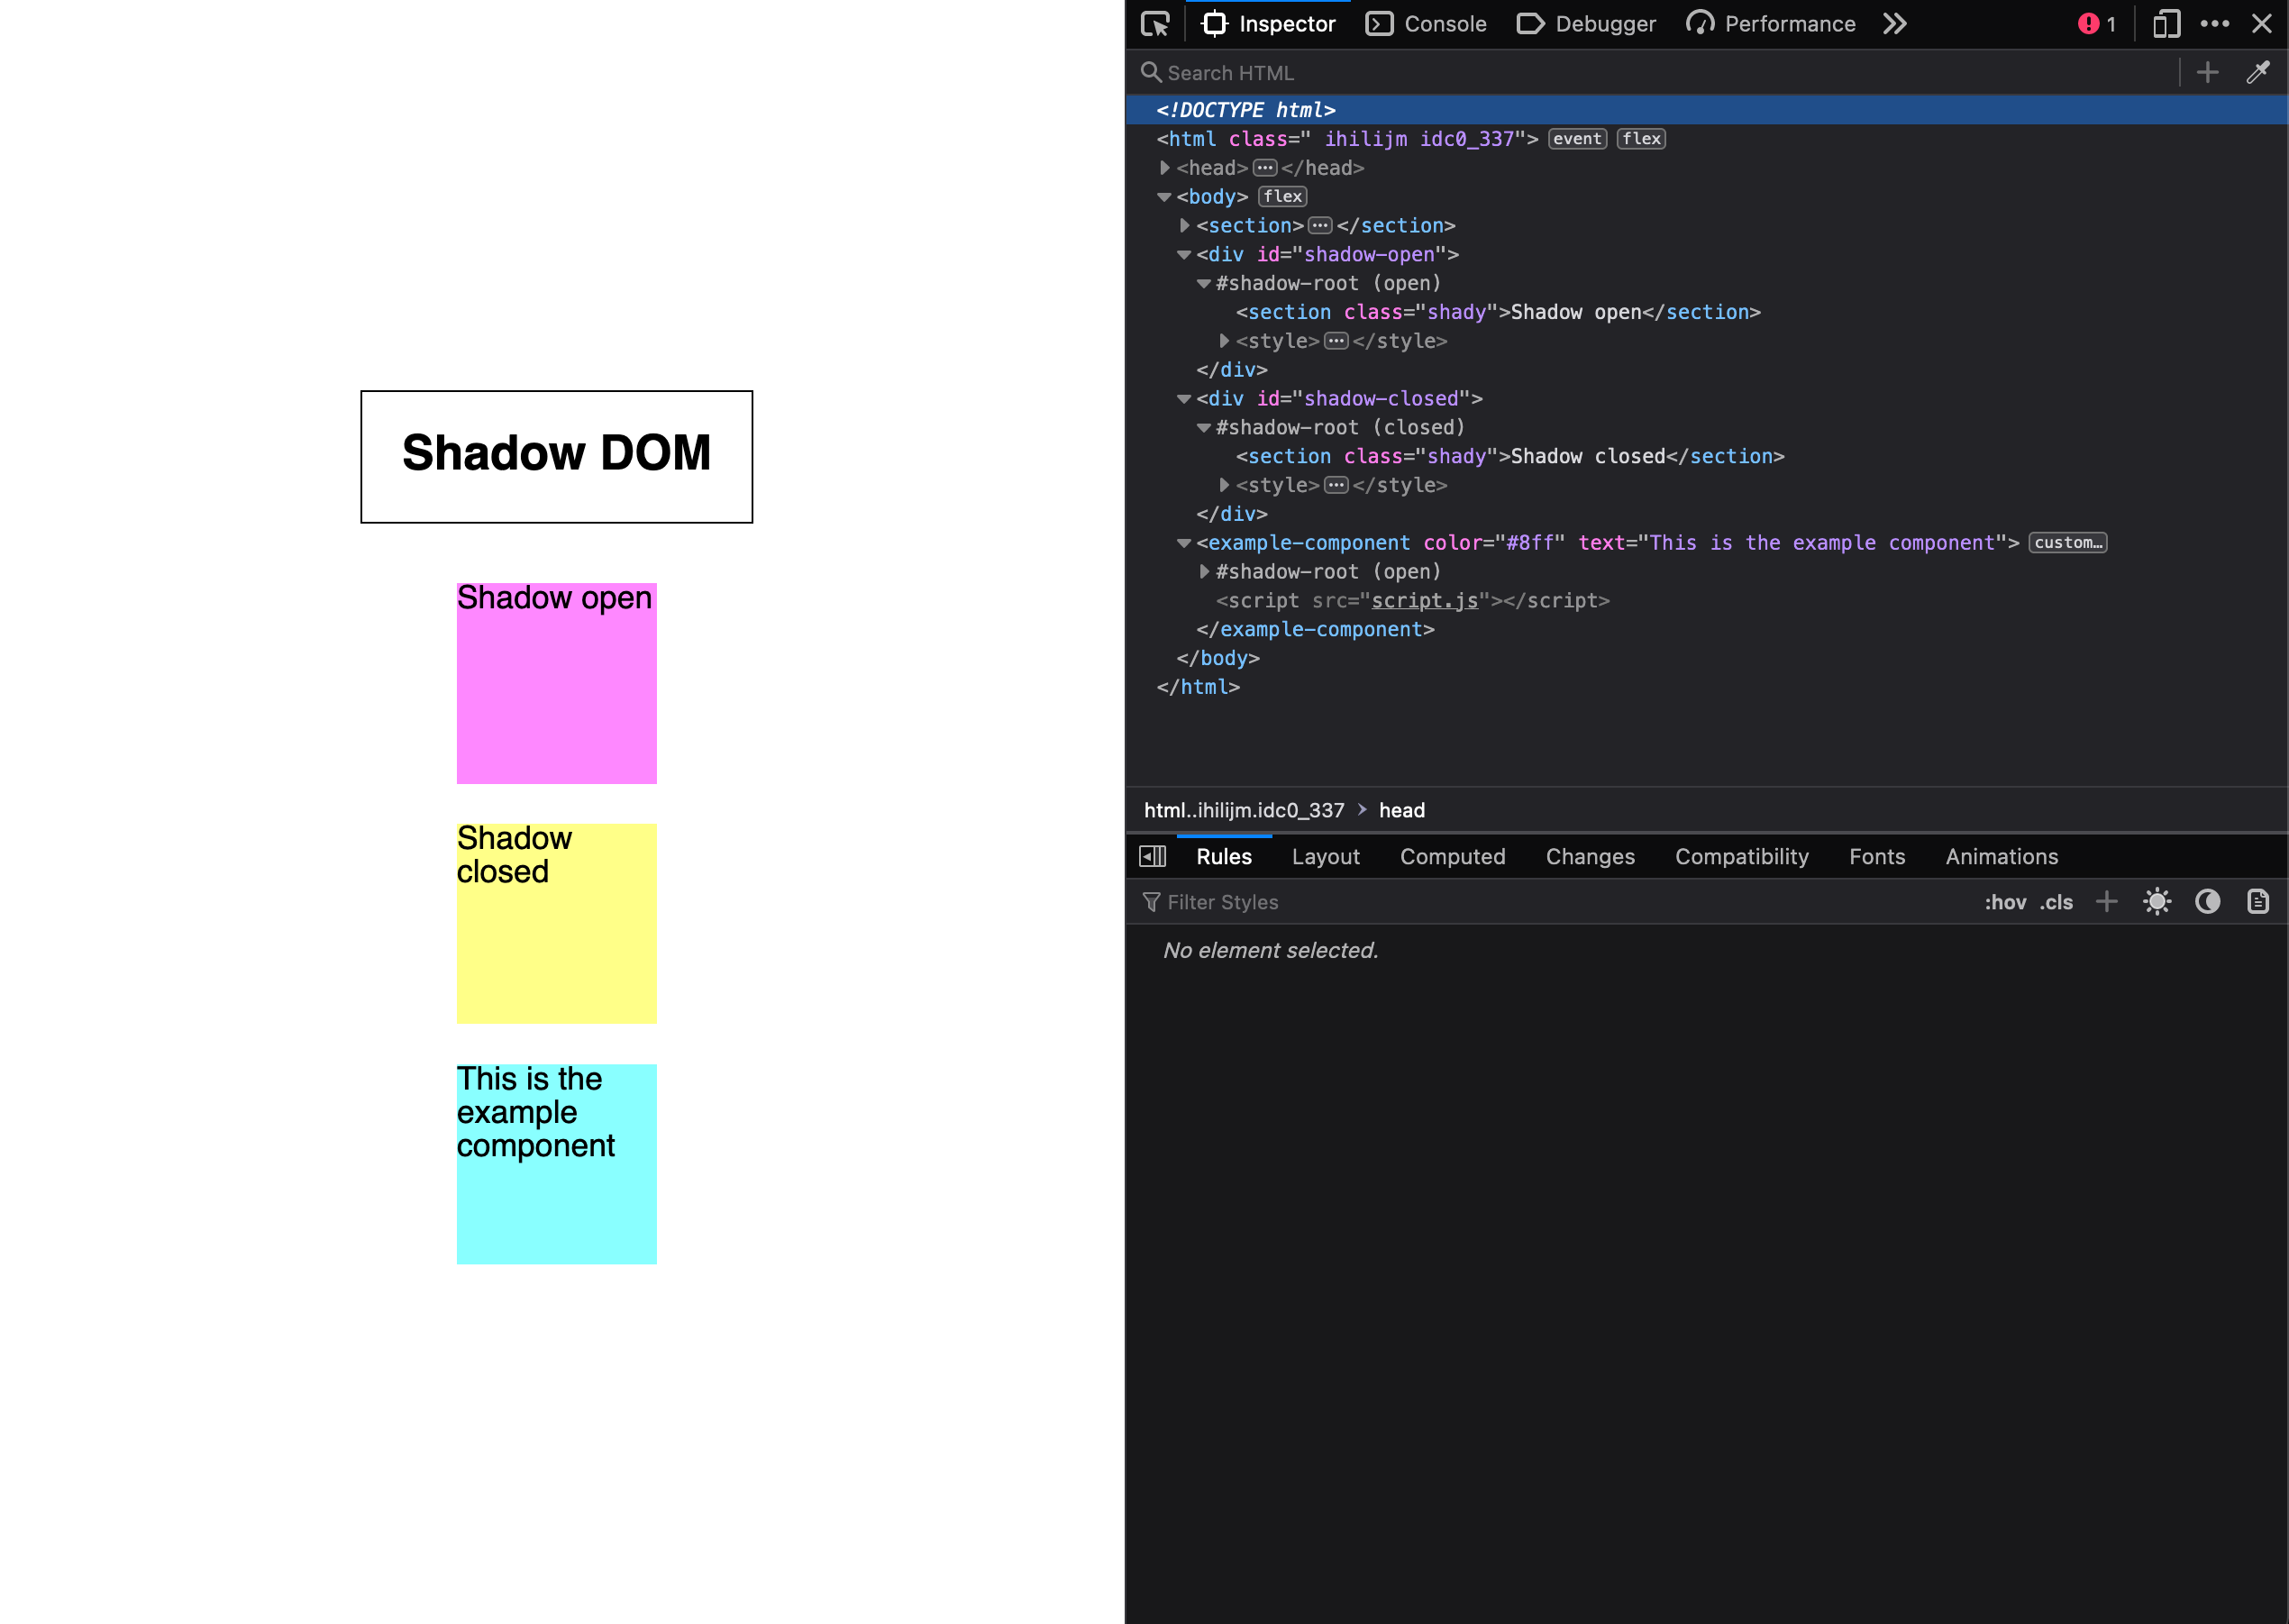 Shadow DOM
Shadow open
Shadow
closed
This is the
example
component
Inspector Console Debugger Performance 1
Search HTML
<!DOCTYPE html>
<html class=" ihilijm idc0_337"> event flex
<head>···</head>
<body> flex
<section>···</section>
<div id="shadow-open">
#shadow-root (open)
<section class="shady">Shadow open</section>
<style>···</style>
</div>
<div id="shadow-closed">
#shadow-root (closed)
<section class="shady">Shadow closed</section>
<style>···</style>
</div>
<example-component color="#8ff" text="This is the example component"> custom…
#shadow-root (open)
<script src="script.js"></script>
</example-component>
</body>
</html>
html..ihilijm.idc0_337 > head
Rules Layout Computed Changes Compatibility Fonts Animations
Filter Styles :hov .cls
No element selected.